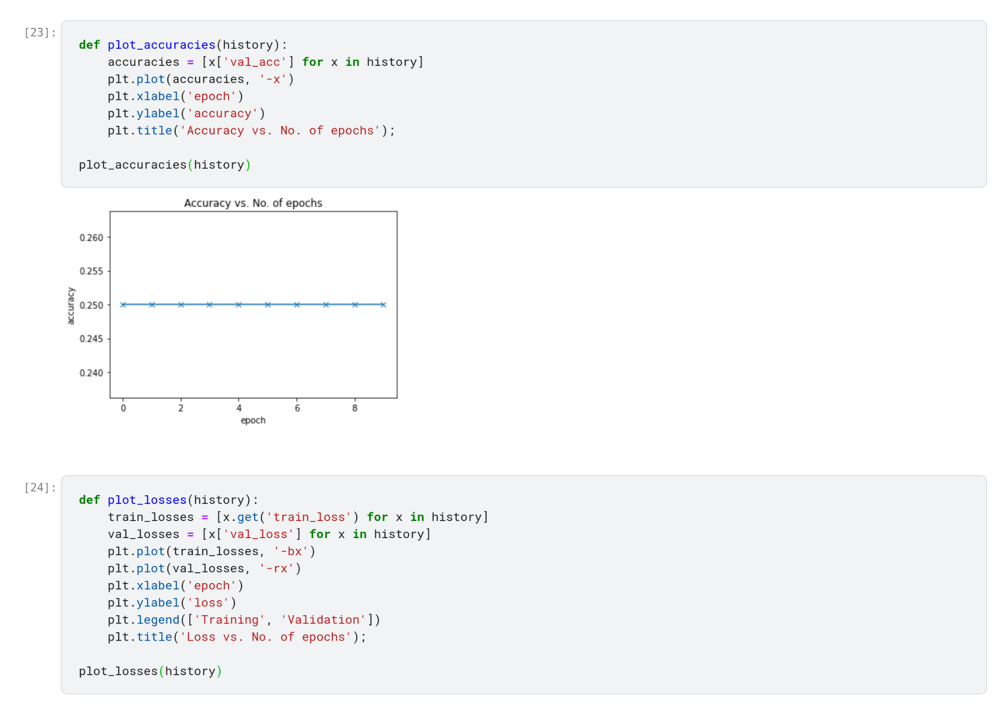 [23]:
def plot_accuracies(history):
    accuracies = [x['val_acc'] for x in history]
    plt.plot(accuracies, '-x')
    plt.xlabel('epoch')
    plt.ylabel('accuracy')
    plt.title('Accuracy vs. No. of epochs');
plot_accuracies(history)
Accuracy vs. No. of epochs
0.260
0.255
0.250
0.245
0.240
accuracy
0 2 4 6 8
epoch
[24]:
def plot_losses(history):
    train_losses = [x.get('train_loss') for x in history]
    val_losses = [x['val_loss'] for x in history]
    plt.plot(train_losses, '-bx')
    plt.plot(val_losses, '-rx')
    plt.xlabel('epoch')
    plt.ylabel('loss')
    plt.legend(['Training', 'Validation'])
    plt.title('Loss vs. No. of epochs');
plot_losses(history)